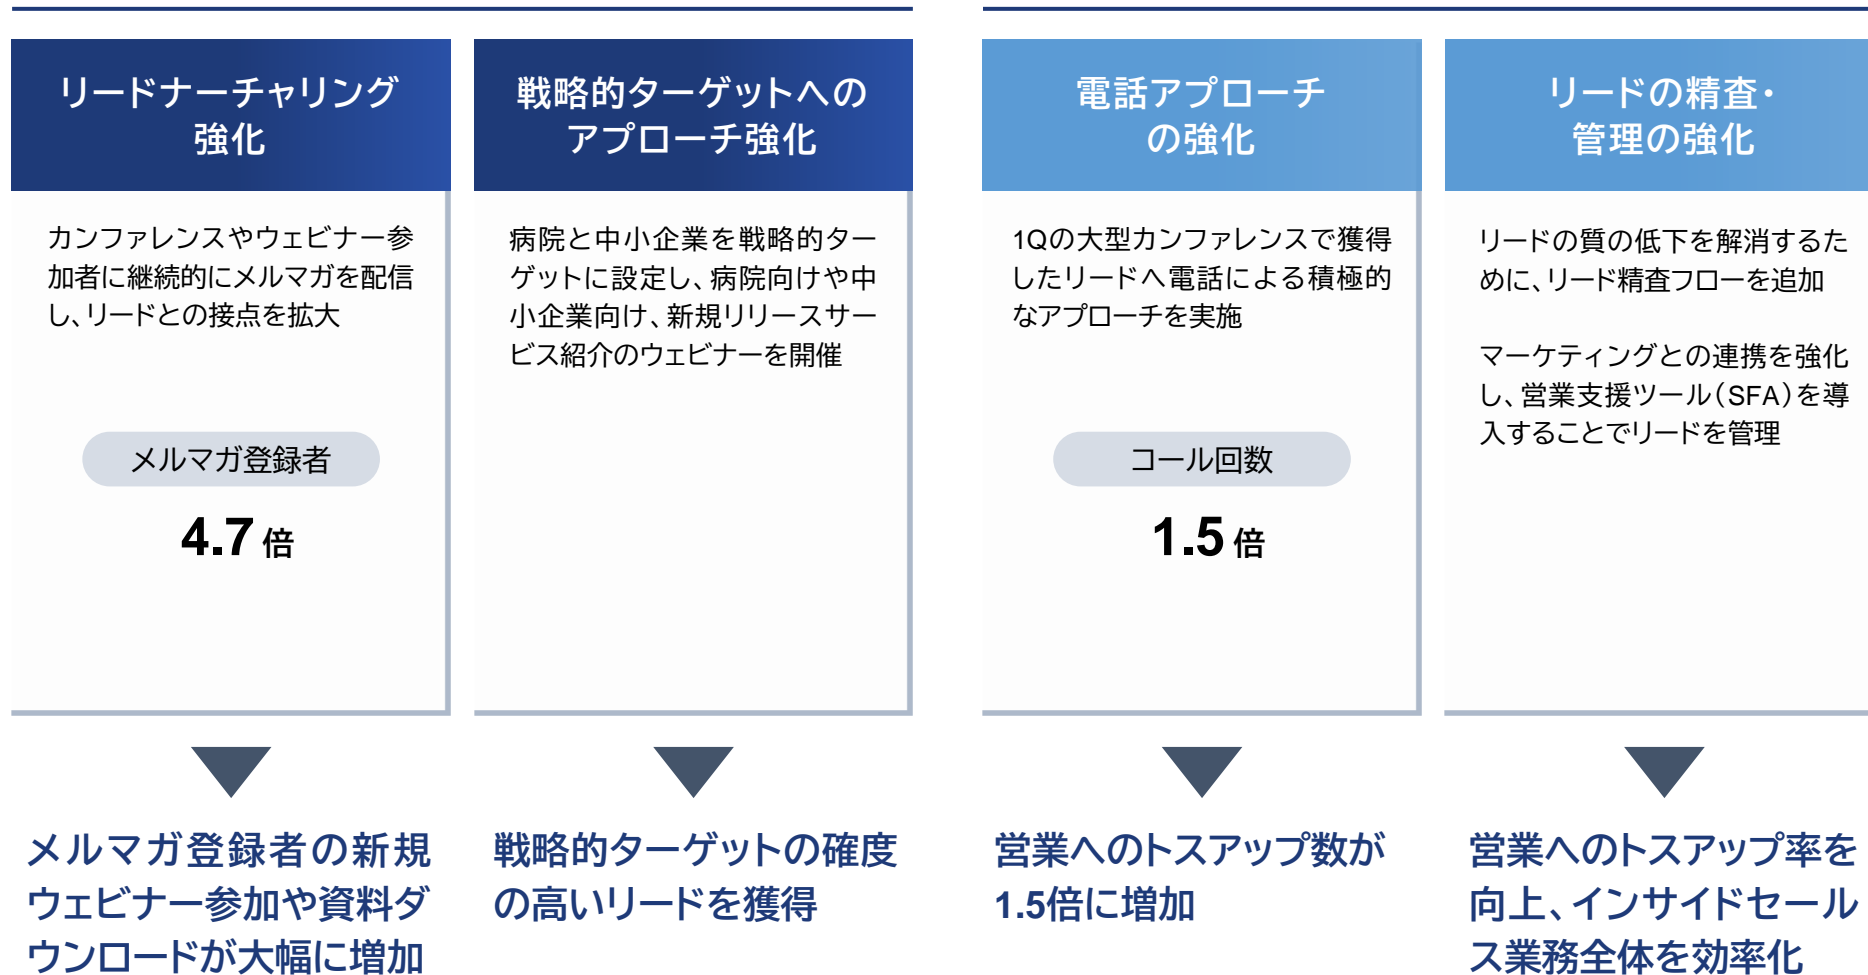 リードナーチャリング
強化
カンファレンスやウェビナー参
加者に継続的にメルマガを配信
し、リードとの接点を拡大
メルマガ登録者
4.7 倍
メルマガ登録者の新規
ウェビナー参加や資料ダ
ウンロードが大幅に増加
戦略的ターゲットへの
アプローチ強化
病院と中小企業を戦略的ター
ゲットに設定し、病院向けや中
小企業向け、新規リリースサー
ビス紹介のウェビナーを開催
戦略的ターゲットの確度
の高いリードを獲得
電話アプローチ
の強化
1Qの大型カンファレンスで獲得
したリードへ電話による積極的
なアプローチを実施
コール回数
1.5 倍
営業へのトスアップ数が
1.5倍に増加
リードの精査・
管理の強化
リードの質の低下を解消するた
めに、リード精査フローを追加
マーケティングとの連携を強化
し、営業支援ツール（SFA）を導
入することでリードを管理
営業へのトスアップ率を
向上、インサイドセール
ス業務全体を効率化